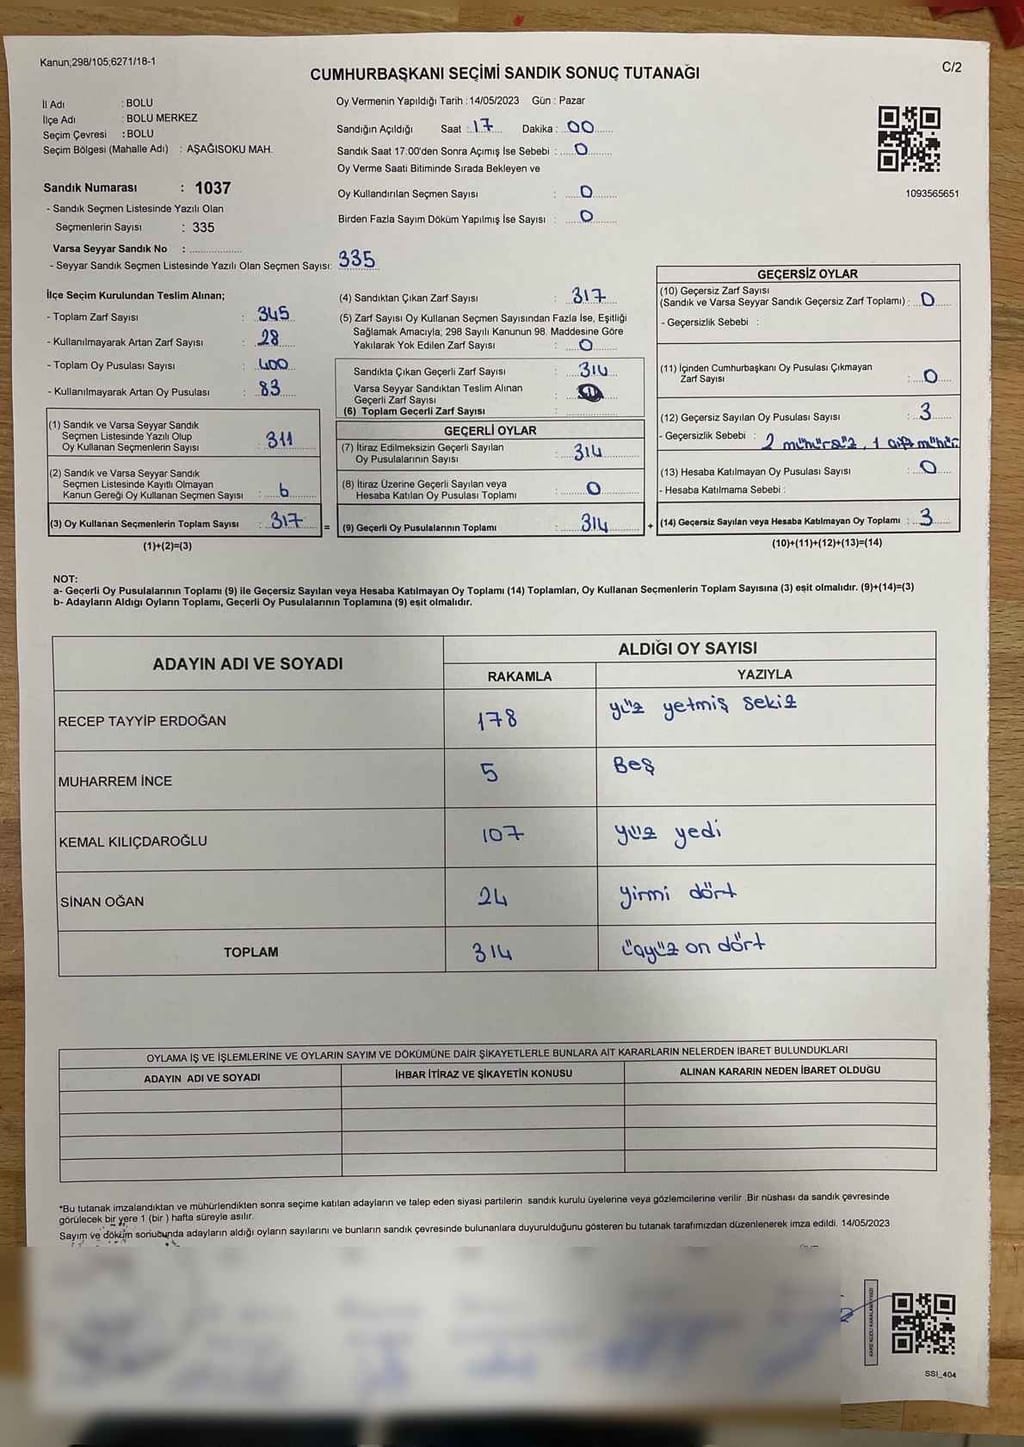 Kanun;298/105;6271/18-1
C/2
CUMHURBAŞKANI SEÇİMİ SANDIK SONUÇ TUTANAĞI
İl Adı : BOLU
İlçe Adı : BOLU MERKEZ
Seçim Çevresi : BOLU
Seçim Bölgesi (Mahalle Adı) : AŞAĞISOKU MAH.
Sandık Numarası : 1037
- Sandık Seçmen Listesinde Yazılı Olan
Seçmenlerin Sayısı : 335
Varsa Seyyar Sandık No :
- Seyyar Sandık Seçmen Listesinde Yazılı Olan Seçmen Sayısı: 335
Oy Vermenin Yapıldığı Tarih : 14/05/2023 Gün : Pazar
Sandığın Açıldığı Saat : 17 Dakika : 00
Sandık Saat 17:00'den Sonra Açımış İse Sebebi : 0
Oy Verme Saati Bitiminde Sırada Bekleyen ve
Oy Kullandırılan Seçmen Sayısı : 0
Birden Fazla Sayım Döküm Yapılmış İse Sayısı : 0
1093565651
İlçe Seçim Kurulundan Teslim Alınan;
- Toplam Zarf Sayısı : 345
- Kullanılmayarak Artan Zarf Sayısı : 28
- Toplam Oy Pusulası Sayısı : 400
- Kullanılmayarak Artan Oy Pusulası : 83
(1) Sandık ve Varsa Seyyar Sandık
Seçmen Listesinde Yazılı Olup
Oy Kullanan Seçmenlerin Sayısı : 311
(2) Sandık ve Varsa Seyyar Sandık
Seçmen Listesinde Kayıtlı Olmayan
Kanun Gereği Oy Kullanan Seçmen Sayısı : 6
(3) Oy Kullanan Seçmenlerin Toplam Sayısı : 317
(1)+(2)=(3)
(4) Sandıktan Çıkan Zarf Sayısı : 317
(5) Zarf Sayısı Oy Kullanan Seçmen Sayısından Fazla İse, Eşitliği
Sağlamak Amacıyla, 298 Sayılı Kanunun 98. Maddesine Göre
Yakılarak Yok Edilen Zarf Sayısı : 0
Sandıkta Çıkan Geçerli Zarf Sayısı : 314
Varsa Seyyar Sandıktan Teslim Alınan
Geçerli Zarf Sayısı :
(6) Toplam Geçerli Zarf Sayısı :
GEÇERLİ OYLAR
(7) İtiraz Edilmeksizin Geçerli Sayılan
Oy Pusulalarının Sayısı : 314
(8) İtiraz Üzerine Geçerli Sayılan veya
Hesaba Katılan Oy Pusulası Toplamı : 0
= (9) Geçerli Oy Pusulalarının Toplamı : 314
GEÇERSİZ OYLAR
(10) Geçersiz Zarf Sayısı
(Sandık ve Varsa Seyyar Sandık Geçersiz Zarf Toplamı) : 0
- Geçersizlik Sebebi :
(11) İçinden Cumhurbaşkanı Oy Pusulası Çıkmayan
Zarf Sayısı : 0
(12) Geçersiz Sayılan Oy Pusulası Sayısı : 3
- Geçersizlik Sebebi : 2 mühürsüz, 1 çift mühür
(13) Hesaba Katılmayan Oy Pusulası Sayısı : 0
- Hesaba Katılmama Sebebi :
+ (14) Geçersiz Sayılan veya Hesaba Katılmayan Oy Toplamı : 3
(10)+(11)+(12)+(13)=(14)
NOT:
a- Geçerli Oy Pusulalarının Toplamı (9) ile Geçersiz Sayılan veya Hesaba Katılmayan Oy Toplamı (14) Toplamları, Oy Kullanan Seçmenlerin Toplam Sayısına (3) eşit olmalıdır. (9)+(14)=(3)
b- Adayların Aldığı Oyların Toplamı, Geçerli Oy Pusulalarının Toplamına (9) eşit olmalıdır.
ADAYIN ADI VE SOYADI ALDIĞI OY SAYISI
RAKAMLA YAZIYLA
RECEP TAYYİP ERDOĞAN 178 yüz yetmiş sekiz
MUHARREM İNCE 5 Beş
KEMAL KILIÇDAROĞLU 107 yüz yedi
SİNAN OĞAN 24 yirmi dört
TOPLAM 314 üçyüz on dört
OYLAMA İŞ VE İŞLEMLERİNE VE OYLARIN SAYIM VE DÖKÜMÜNE DAİR ŞİKAYETLERLE BUNLARA AİT KARARLARIN NELERDEN İBARET BULUNDUKLARI
ADAYIN ADI VE SOYADI İHBAR İTİRAZ VE ŞİKAYETİN KONUSU ALINAN KARARIN NEDEN İBARET OLDUĞU
*Bu tutanak imzalandıktan ve mühürlendikten sonra seçime katılan adayların ve talep eden siyasi partilerin sandık kurulu üyelerine veya gözlemcilerine verilir .Bir nüshası da sandık çevresinde
görülecek bir yere 1 (bir ) hafta süreyle asılır.
Sayım ve döküm sonucunda adayların aldığı oyların sayılarını ve bunların sandık çevresinde bulunanlara duyurulduğunu gösteren bu tutanak tarafımızdan düzenlenerek imza edildi. 14/05/2023
SSI_404